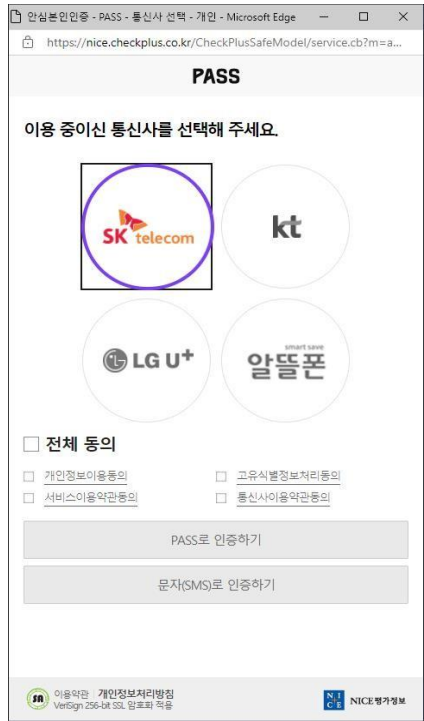 안심본인인증 - PASS - 통신사 선택 - 개인 - Microsoft Edge
https://nice.checkplus.co.kr/CheckPlusSafeModel/service.cb?m=a...
PASS
이용 중이신 통신사를 선택해 주세요.
SK telecom
kt
LG U+
smart save
알뜰폰
전체 동의
개인정보이용동의
고유식별정보처리동의
서비스이용약관동의
통신사이용약관동의
PASS로 인증하기
문자(SMS)로 인증하기
이용약관 | 개인정보처리방침
VeriSign 256-bit SSL 암호화 적용
NICE NICE평가정보